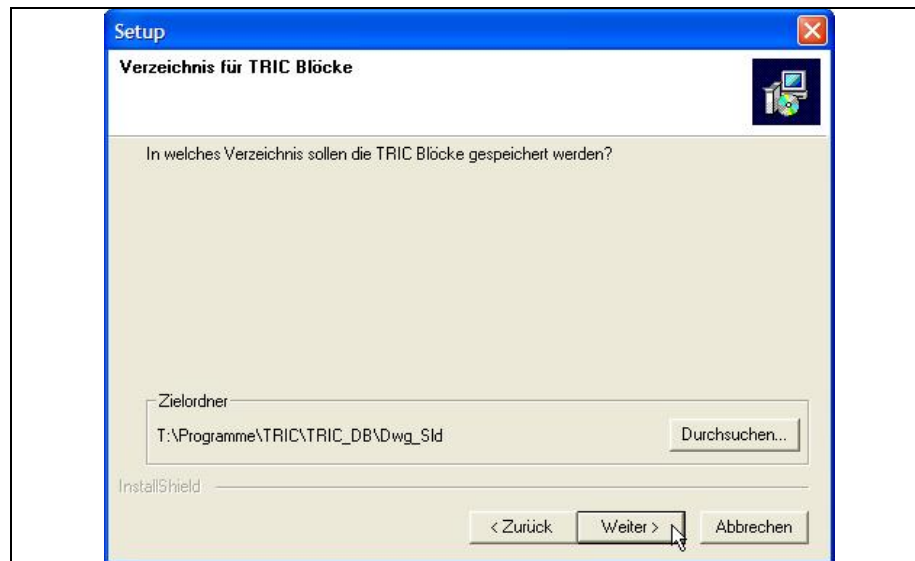 Setup
Verzeichnis für TRIC Blöcke
In welches Verzeichnis sollen die TRIC Blöcke gespeichert werden?
Zielordner
T:\Programme\TRIC\TRIC_DB\Dwg_Sld
Durchsuchen...
InstallShield
< Zurück
Weiter >
Abbrechen